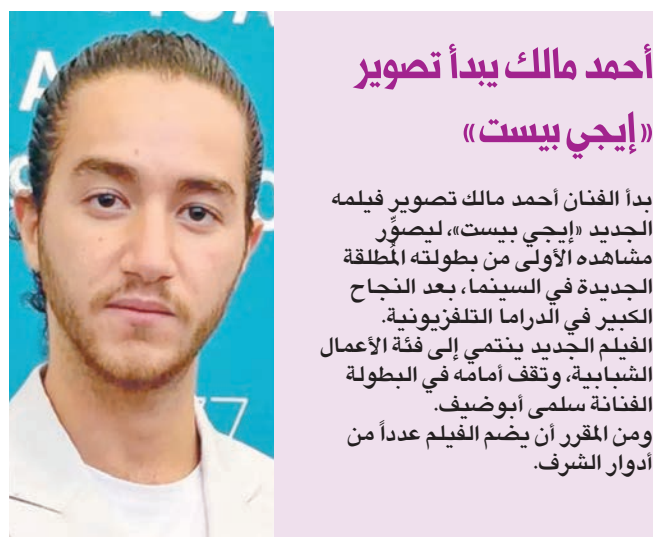 أحمد مالك يبدأ تصوير
«إيجي بيست»
بدأ الفنان أحمد مالك تصوير فيلمه
الجديد «إيجي بيست»، ليصوِّر
مشاهده الأولى من بطولته المُطلقة
الجديدة في السينما، بعد النجاح
الكبير في الدراما التلفزيونية.
الفيلم الجديد ينتمي إلى فئة الأعمال
الشبابية، وتقف أمامه في البطولة
الفنانة سلمى أبوضيف.
ومن المقرر أن يضم الفيلم عدداً من
أدوار الشرف.